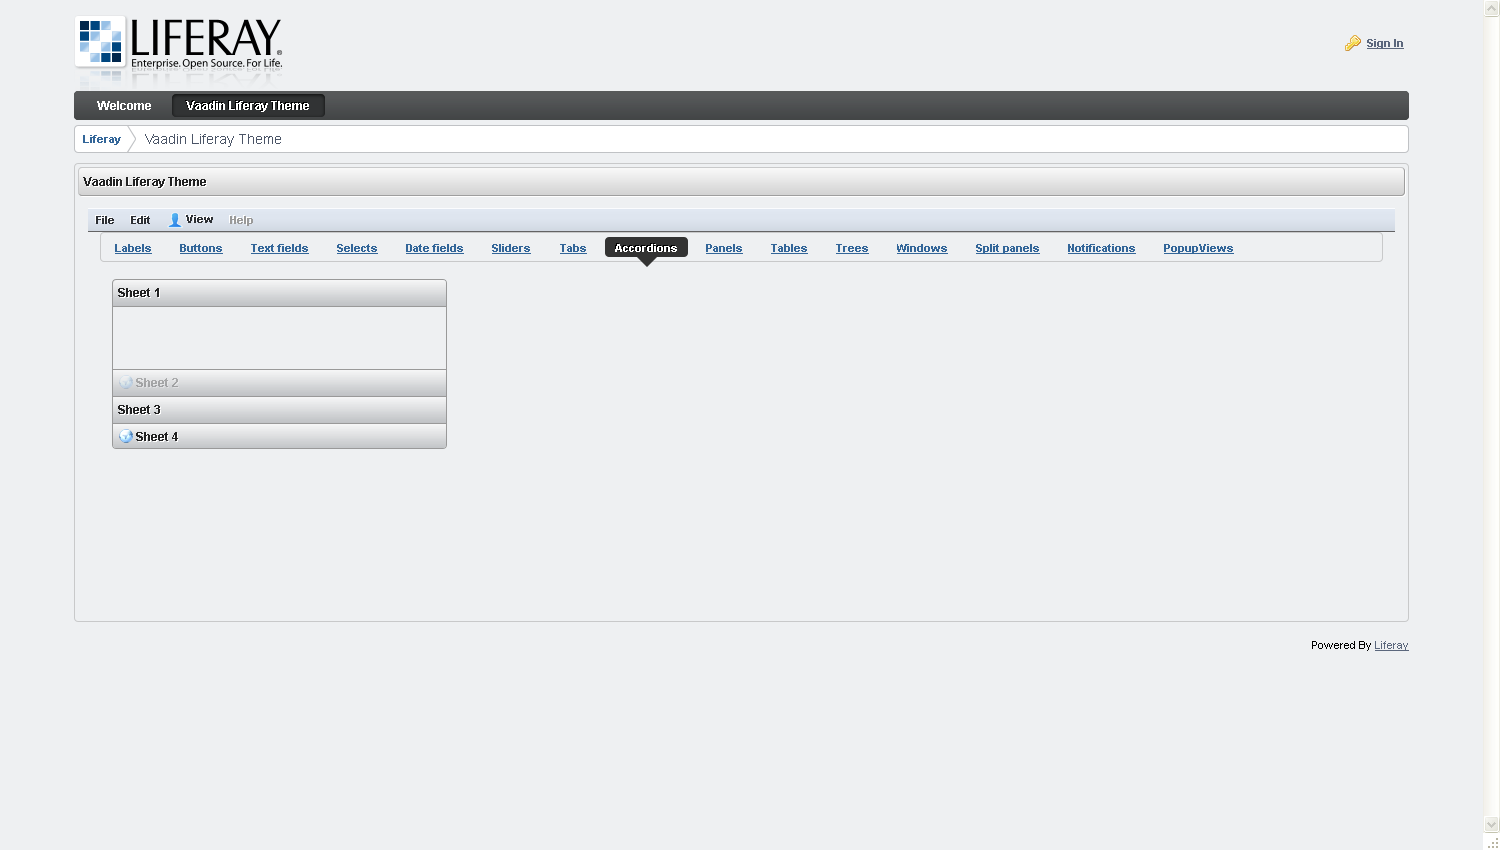 LIFERAY®
Enterprise. Open Source. For Life.
Sign In
Welcome Vaadin Liferay Theme
Liferay Vaadin Liferay Theme
Vaadin Liferay Theme
File Edit View Help
Labels Buttons Text fields Selects Date fields Sliders Tabs Accordions Panels Tables Trees Windows Split panels Notifications PopupViews
Sheet 1
Sheet 2
Sheet 3
Sheet 4
Powered By Liferay